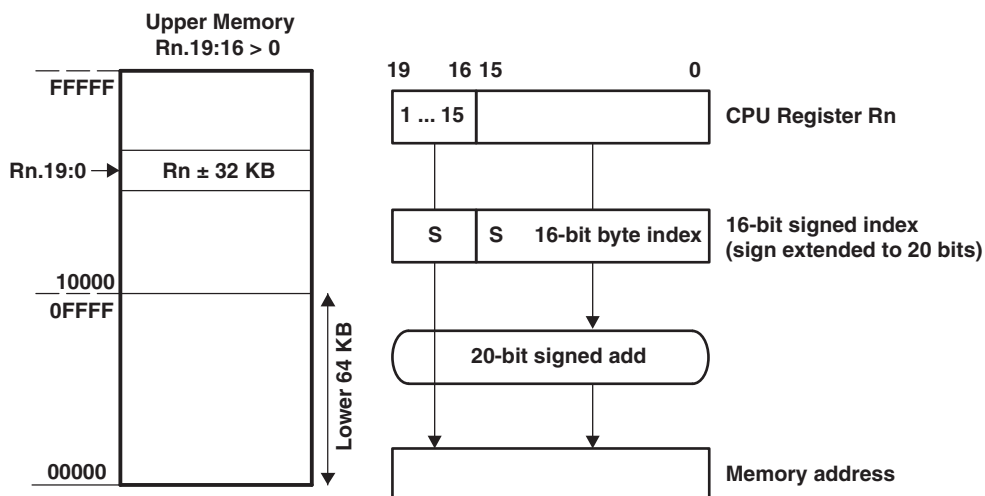 Upper Memory
Rn.19:16 > 0
FFFFF
Rn.19:0
Rn ± 32 KB
10000
0FFFF
Lower 64 KB
00000
19 16 15 0
1 ... 15
CPU Register Rn
S
S 16-bit byte index
16-bit signed index
(sign extended to 20 bits)
20-bit signed add
Memory address